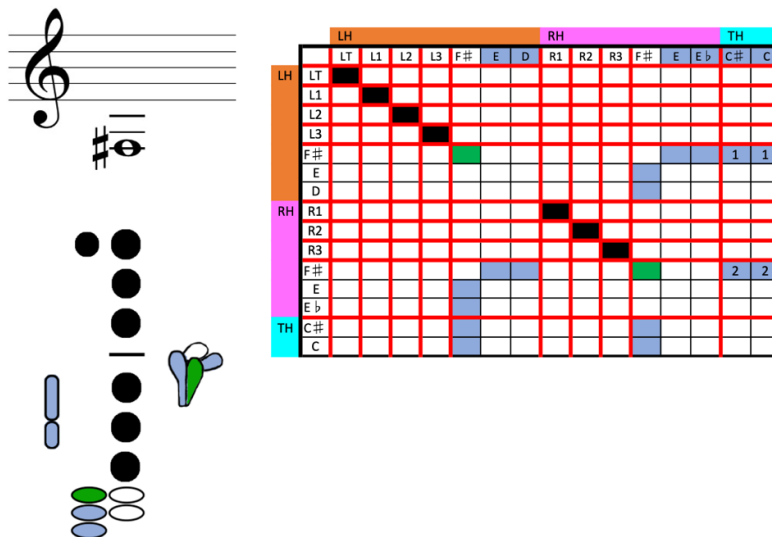 LH RH TH
LT L1 L2 L3 F♯ E D R1 R2 R3 F♯ E E♭ C♯ C
LH LT
L1
L2
L3
F♯ 1 1
E
D
RH R1
R2
R3
F♯ 2 2
E
E♭
TH C♯
C